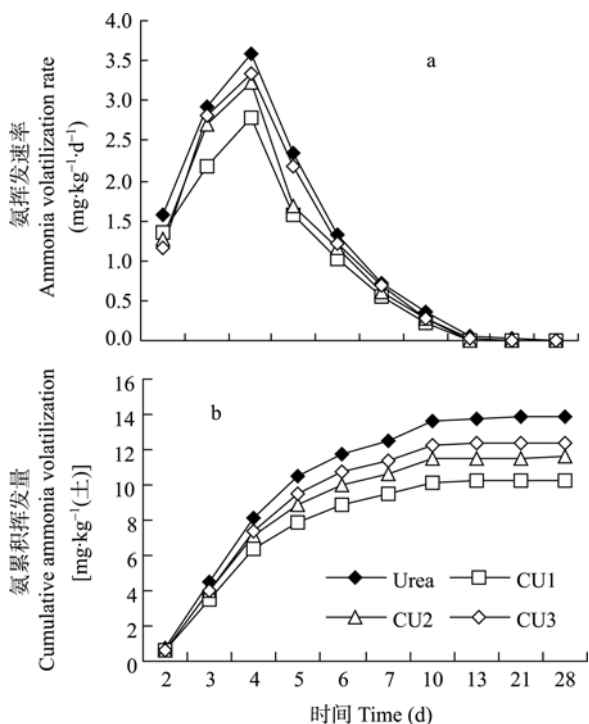 氨挥发速率
Ammonia volatilization rate
(mg·kg⁻¹·d⁻¹)
4.0
3.5
3.0
2.5
2.0
1.5
1.0
0.5
0.0
a
氨累积挥发量
Cumulative ammonia volatilization
[mg·kg⁻¹(土)]
16
14
12
10
8
6
4
2
0
b
Urea
CU1
CU2
CU3
2 3 4 5 6 7 10 13 21 28
时间 Time (d)